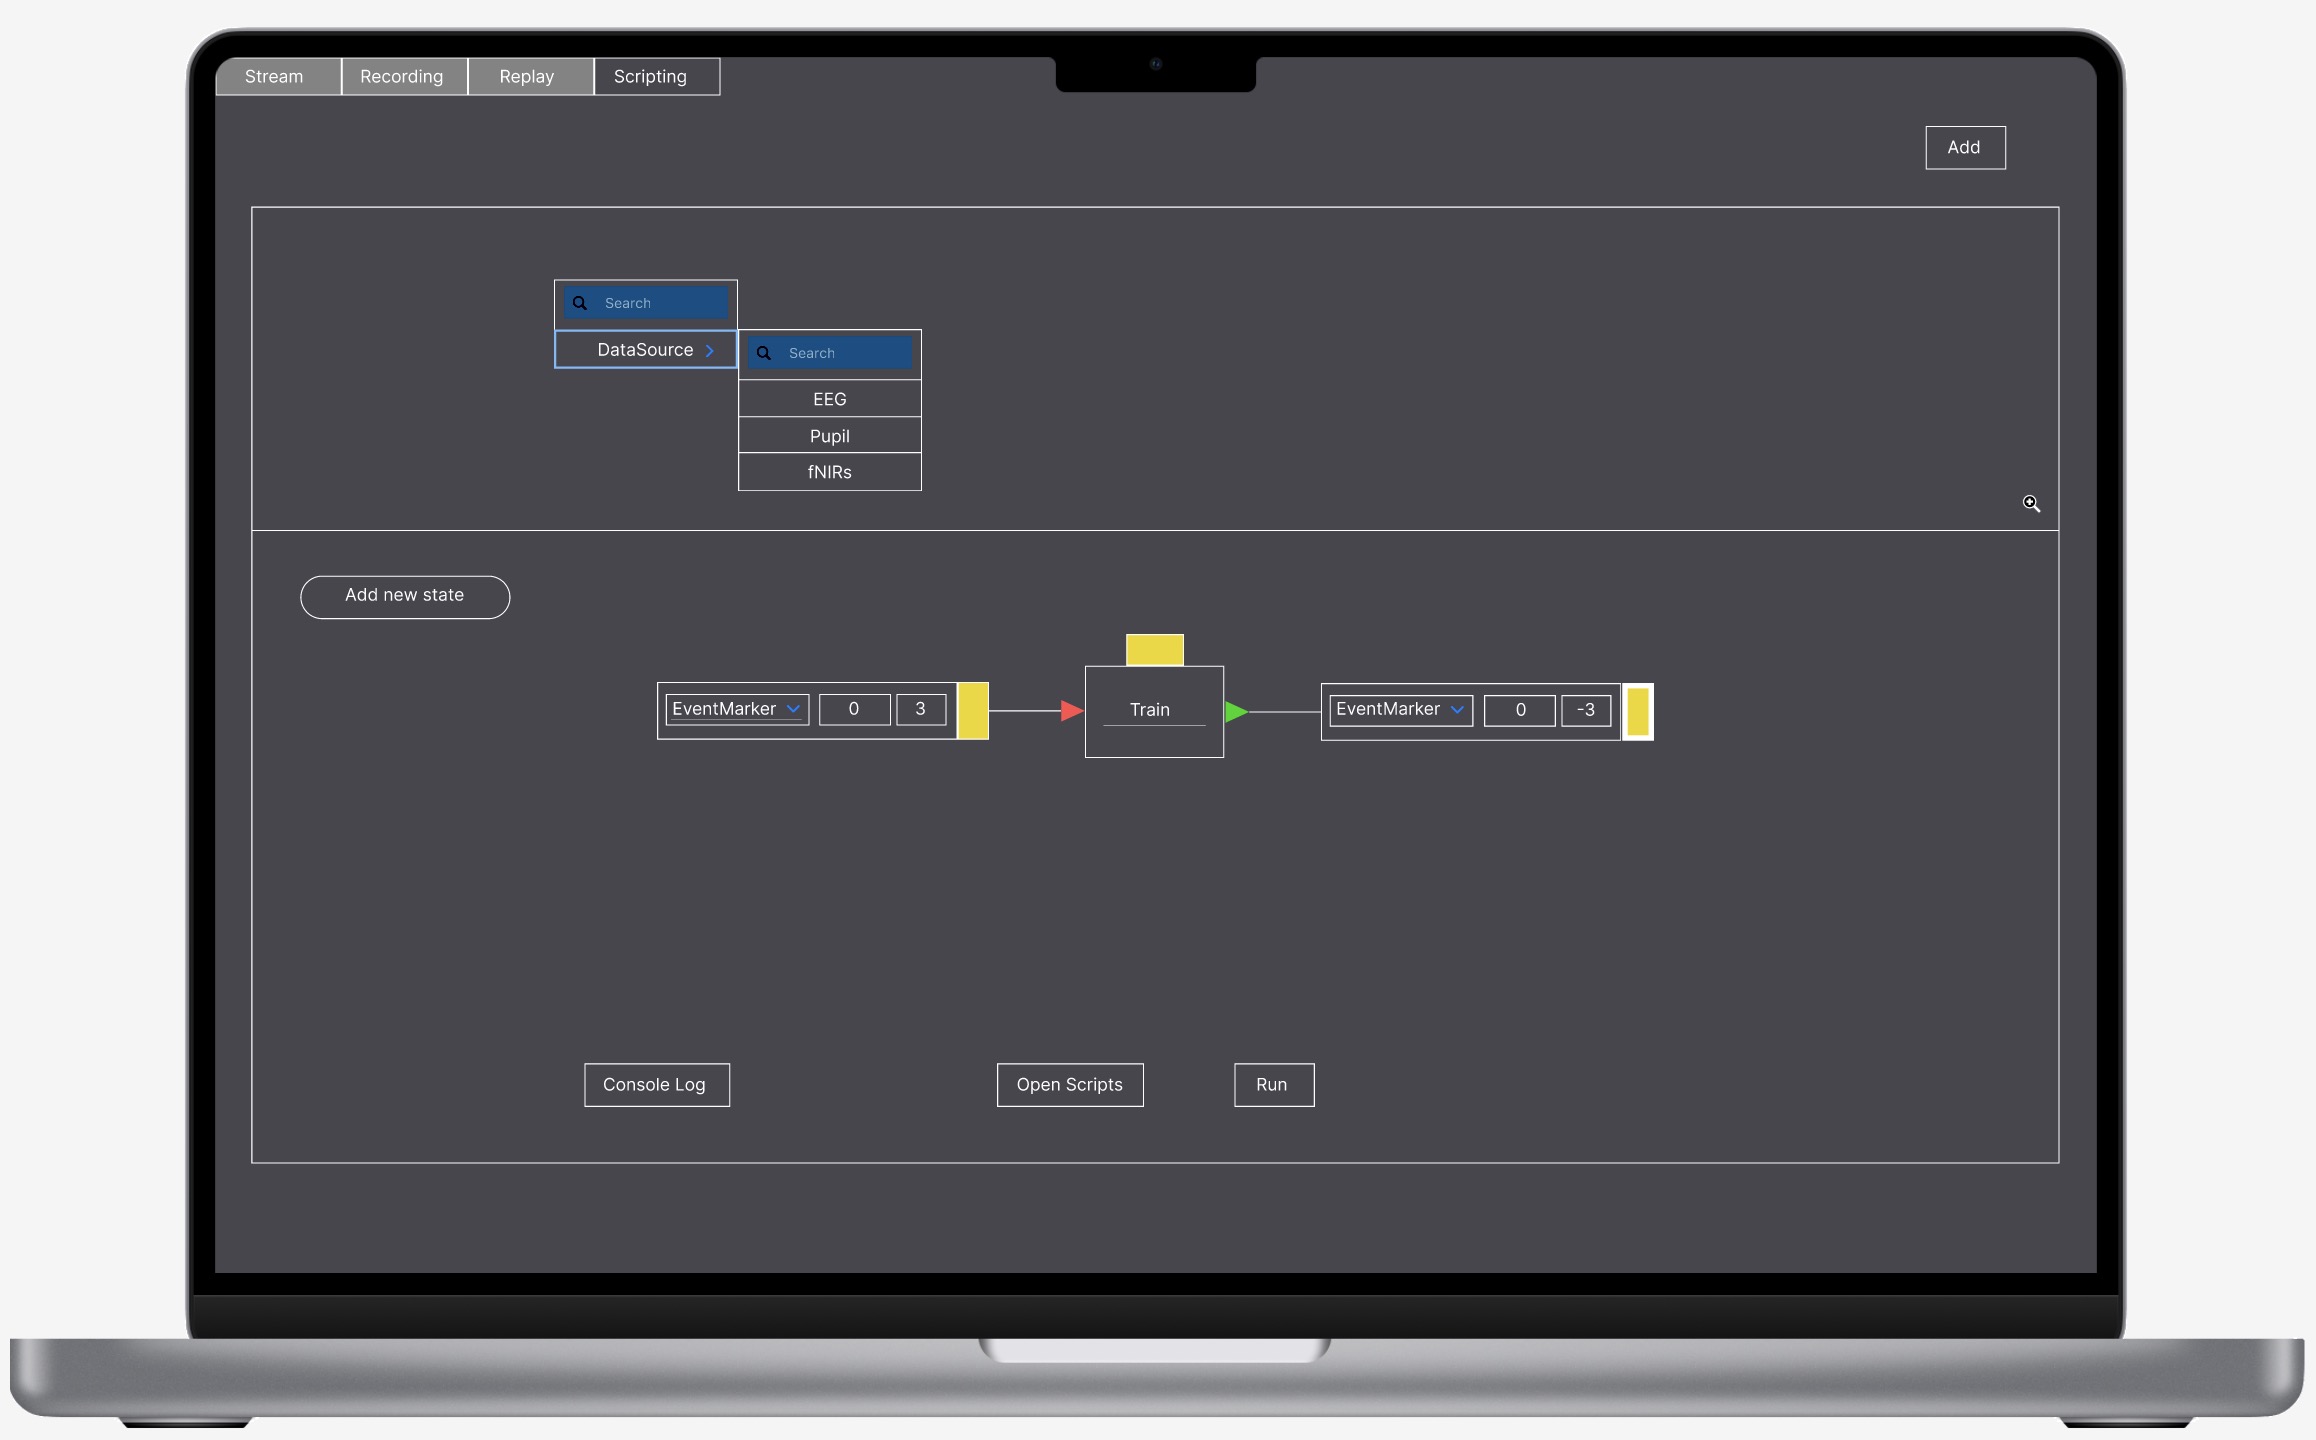 Stream Recording Replay Scripting
Add
Search
DataSource
Search
EEG
Pupil
fNIRs
Add new state
EventMarker 0 3
Train
EventMarker 0 -3
Console Log
Open Scripts
Run